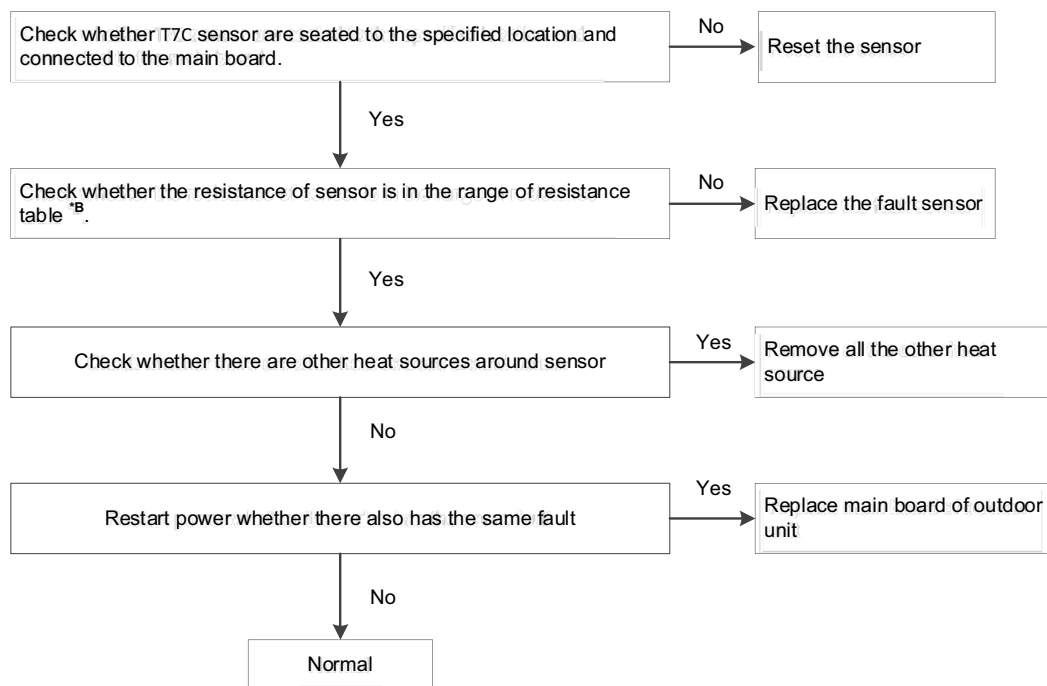 Check whether T7C sensor are seated to the specified location and
connected to the main board.
No
Reset the sensor
Yes
Check whether the resistance of sensor is in the range of resistance
table *B.
No
Replace the fault sensor
Yes
Check whether there are other heat sources around sensor
Yes
Remove all the other heat
source
No
Restart power whether there also has the same fault
Yes
Replace main board of outdoor
unit
No
Normal